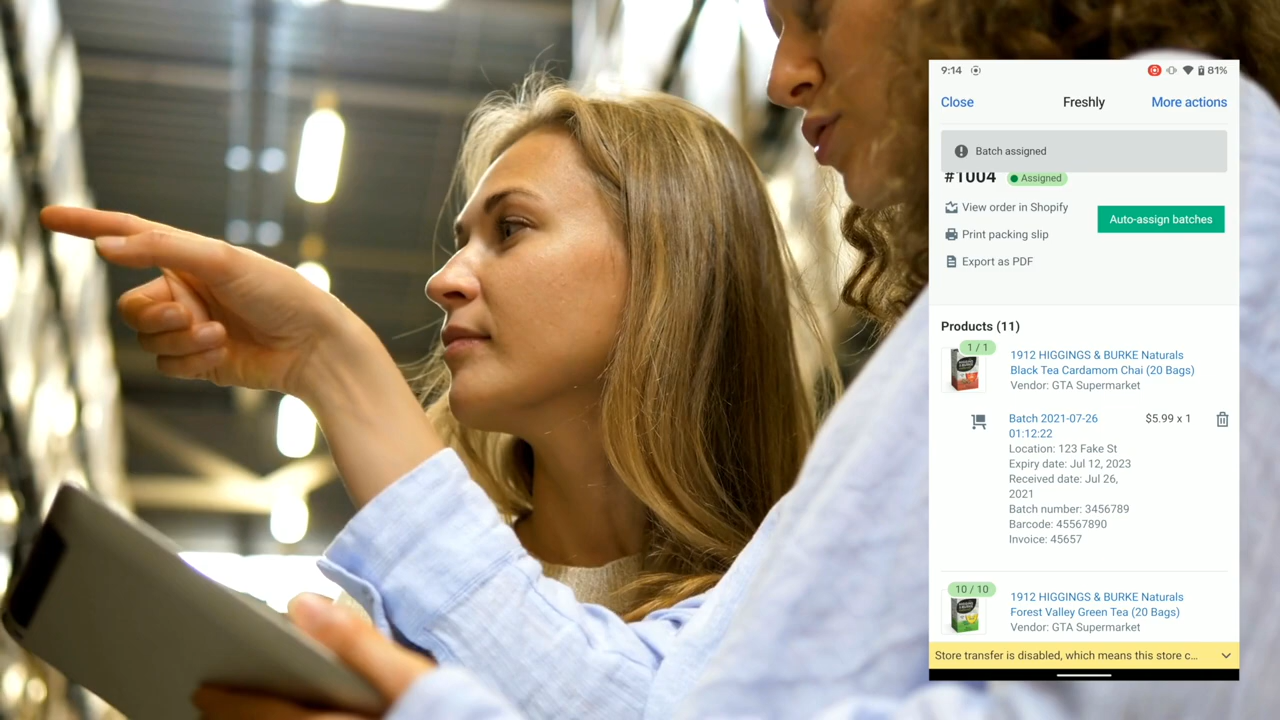 9:14
81%
Close
Freshly
More actions
Batch assigned
#1004
Assigned
View order in Shopify
Auto-assign batches
Print packing slip
Export as PDF
Products (11)
1 / 1
1912 HIGGINGS & BURKE Naturals
Black Tea Cardamom Chai (20 Bags)
Vendor: GTA Supermarket
Batch 2021-07-26
01:12:22
$5.99 x 1
Location: 123 Fake St
Expiry date: Jul 12, 2023
Received date: Jul 26,
2021
Batch number: 3456789
Barcode: 45567890
Invoice: 45657
10 / 10
1912 HIGGINGS & BURKE Naturals
Forest Valley Green Tea (20 Bags)
Vendor: GTA Supermarket
Store transfer is disabled, which means this store c...